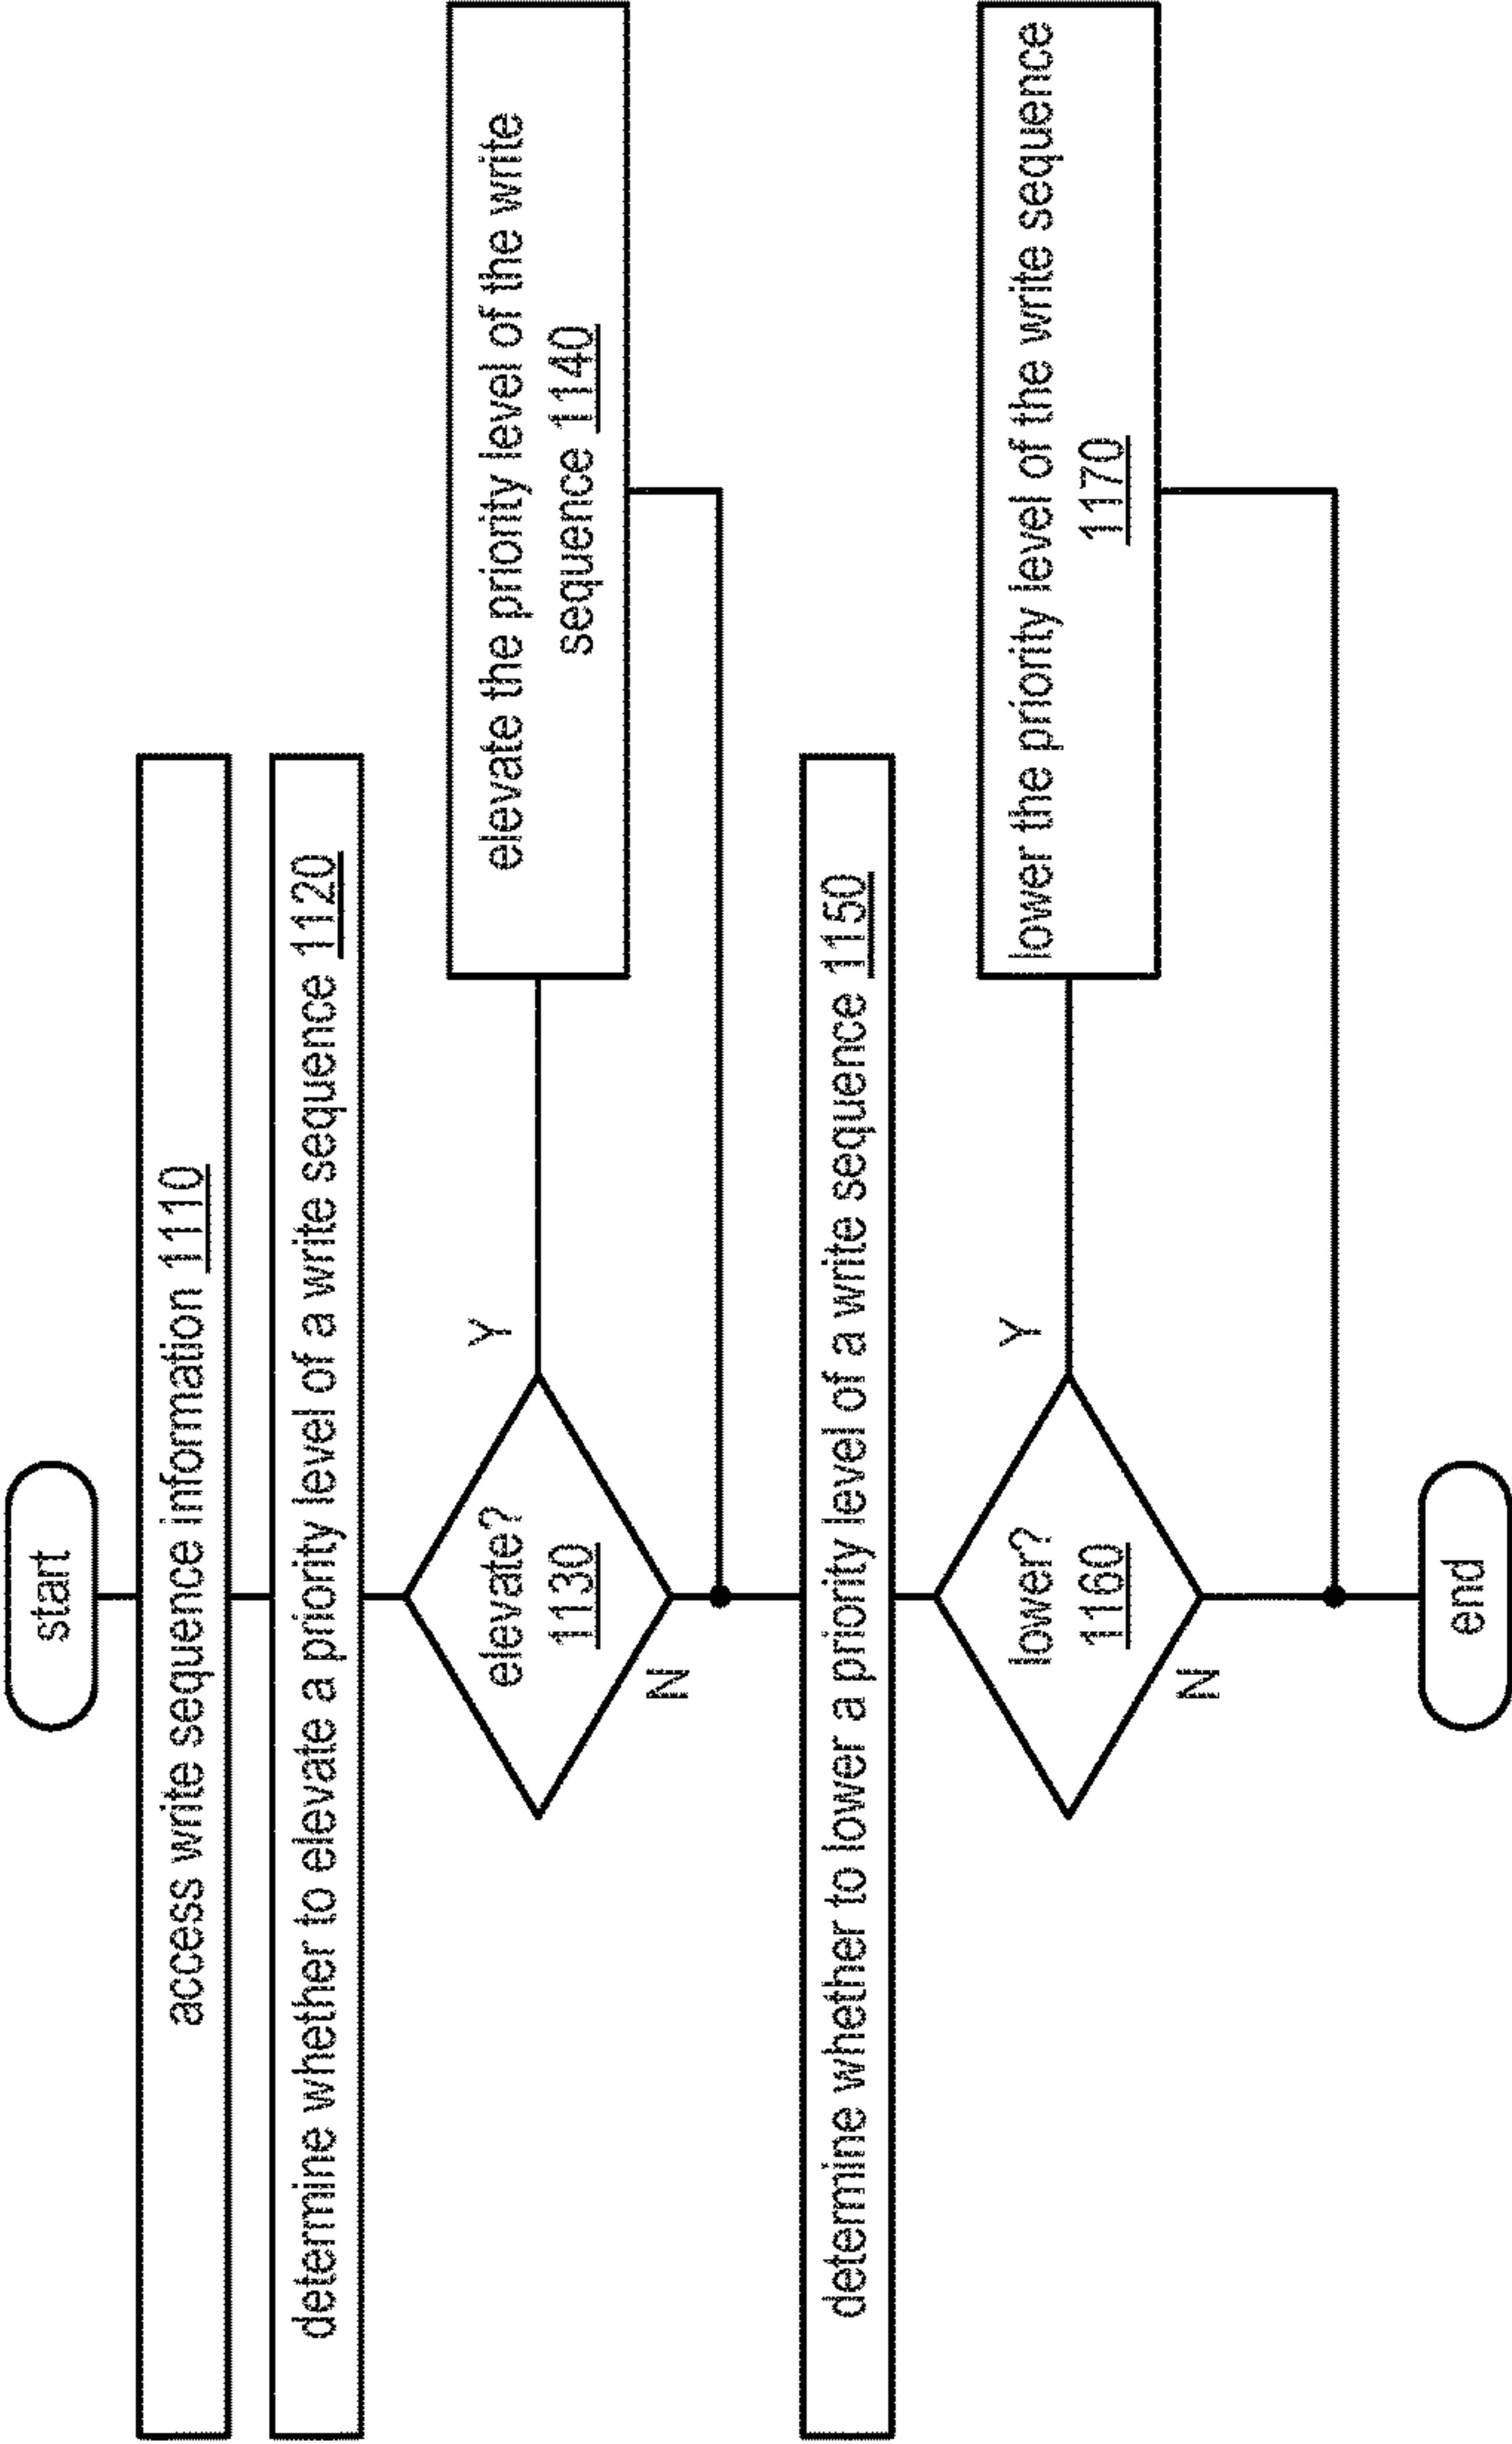 start
access write sequence information 1110
determine whether to elevate a priority level of a write sequence 1120
elevate?
1130
Y
N
elevate the priority level of the write
sequence 1140
determine whether to lower a priority level of a write sequence 1150
lower?
1160
Y
N
lower the priority level of the write sequence
1170
end